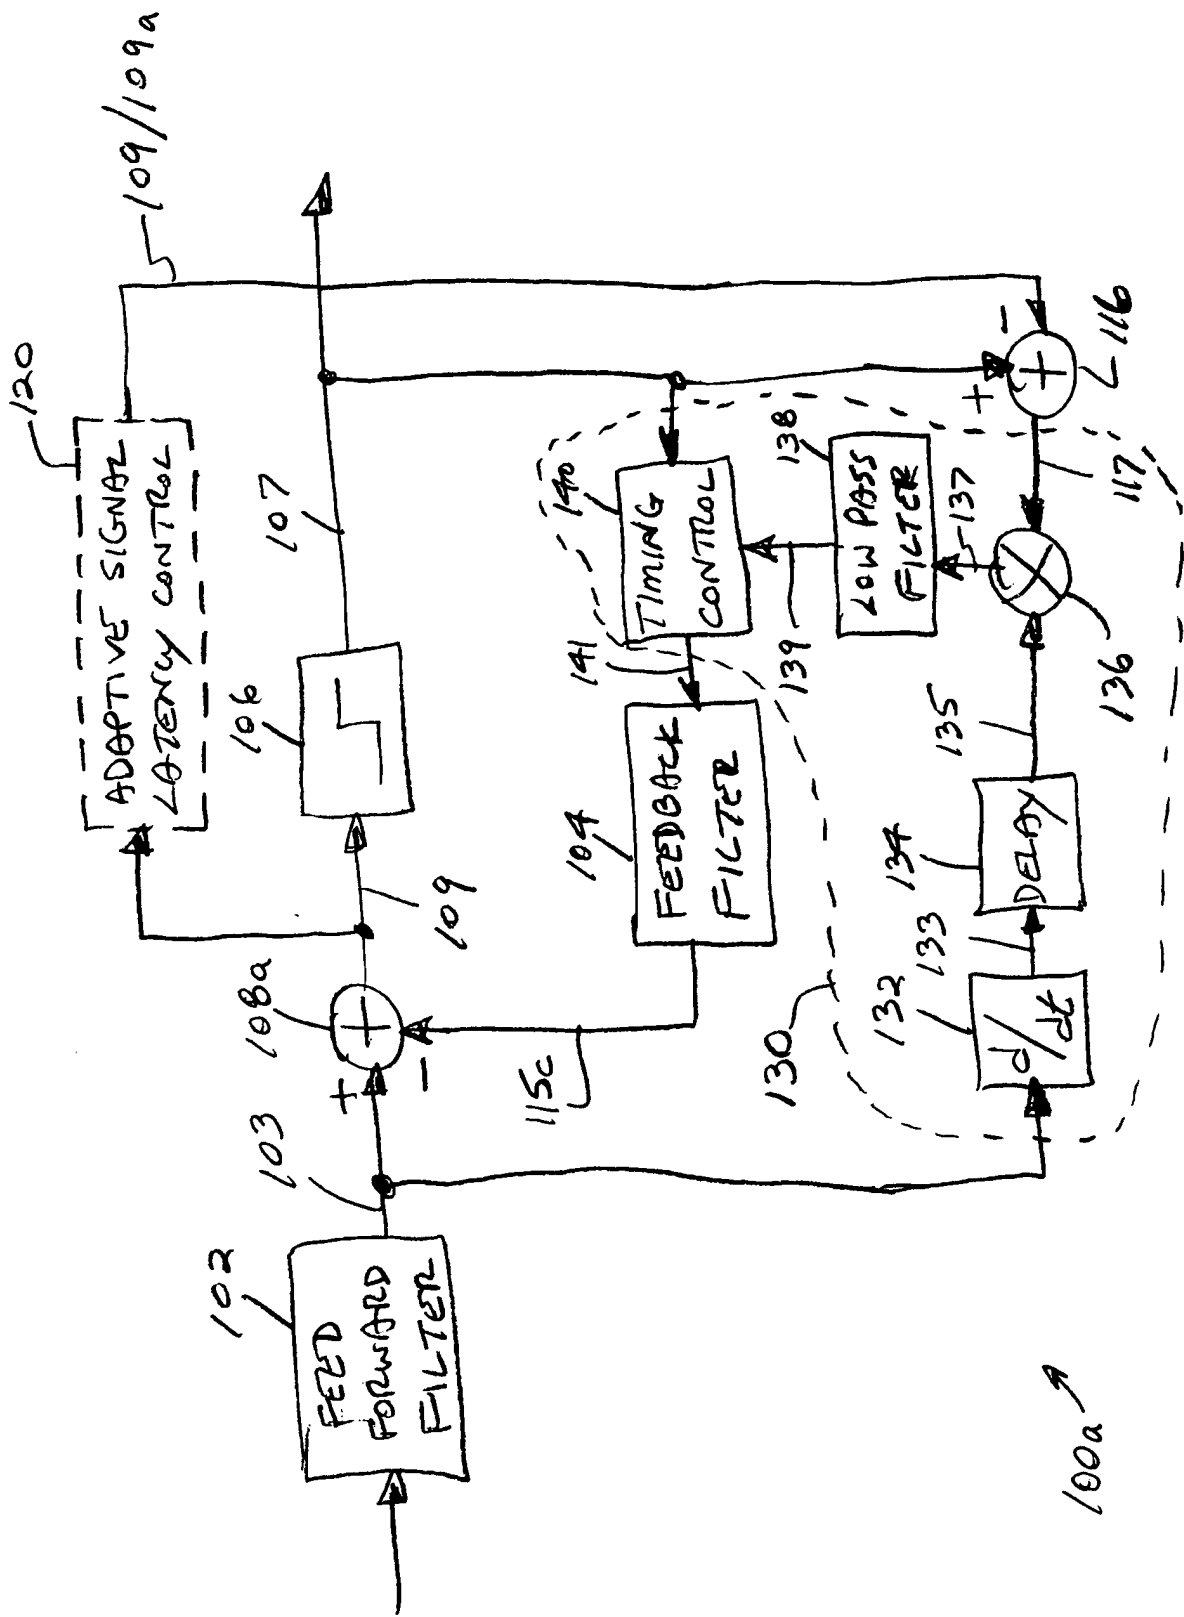 120
109/109a
ADAPTIVE SIGNAL
LATENCY CONTROL
102
103
108a
109
106
107
FEED
FORWARD
FILTER
+
-
+
115c
104
FEEDBACK
FILTER
141
140
TIMING
CONTROL
139
138
LOW PASS
FILTER
137
130
132
d/dt
133
134
DELAY
135
136
117
+
-
+
116
100a